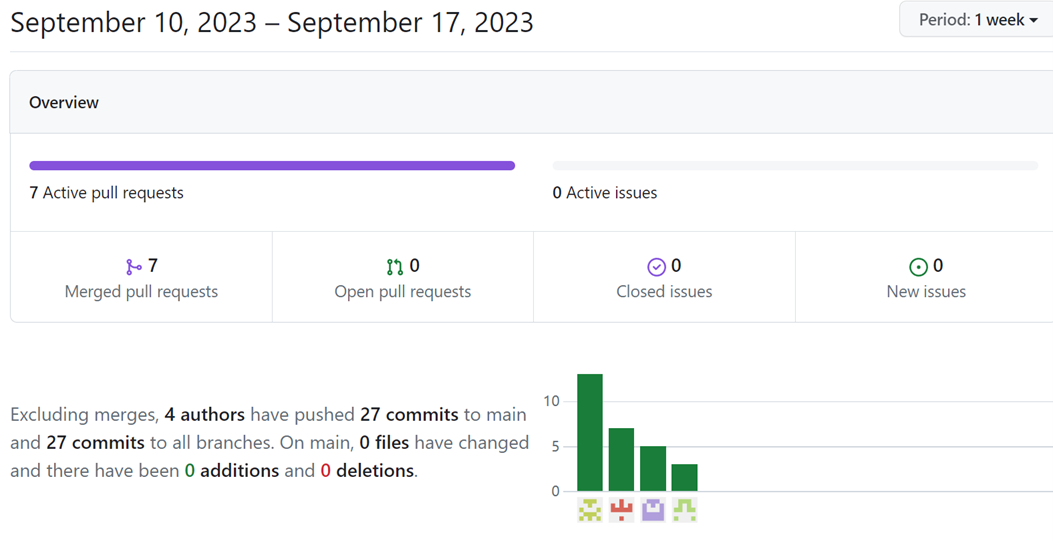 September 10, 2023 – September 17, 2023
Period: 1 week
Overview
7 Active pull requests
0 Active issues
7
Merged pull requests
0
Open pull requests
0
Closed issues
0
New issues
Excluding merges, 4 authors have pushed 27 commits to main
and 27 commits to all branches. On main, 0 files have changed
and there have been 0 additions and 0 deletions.
10
5
0